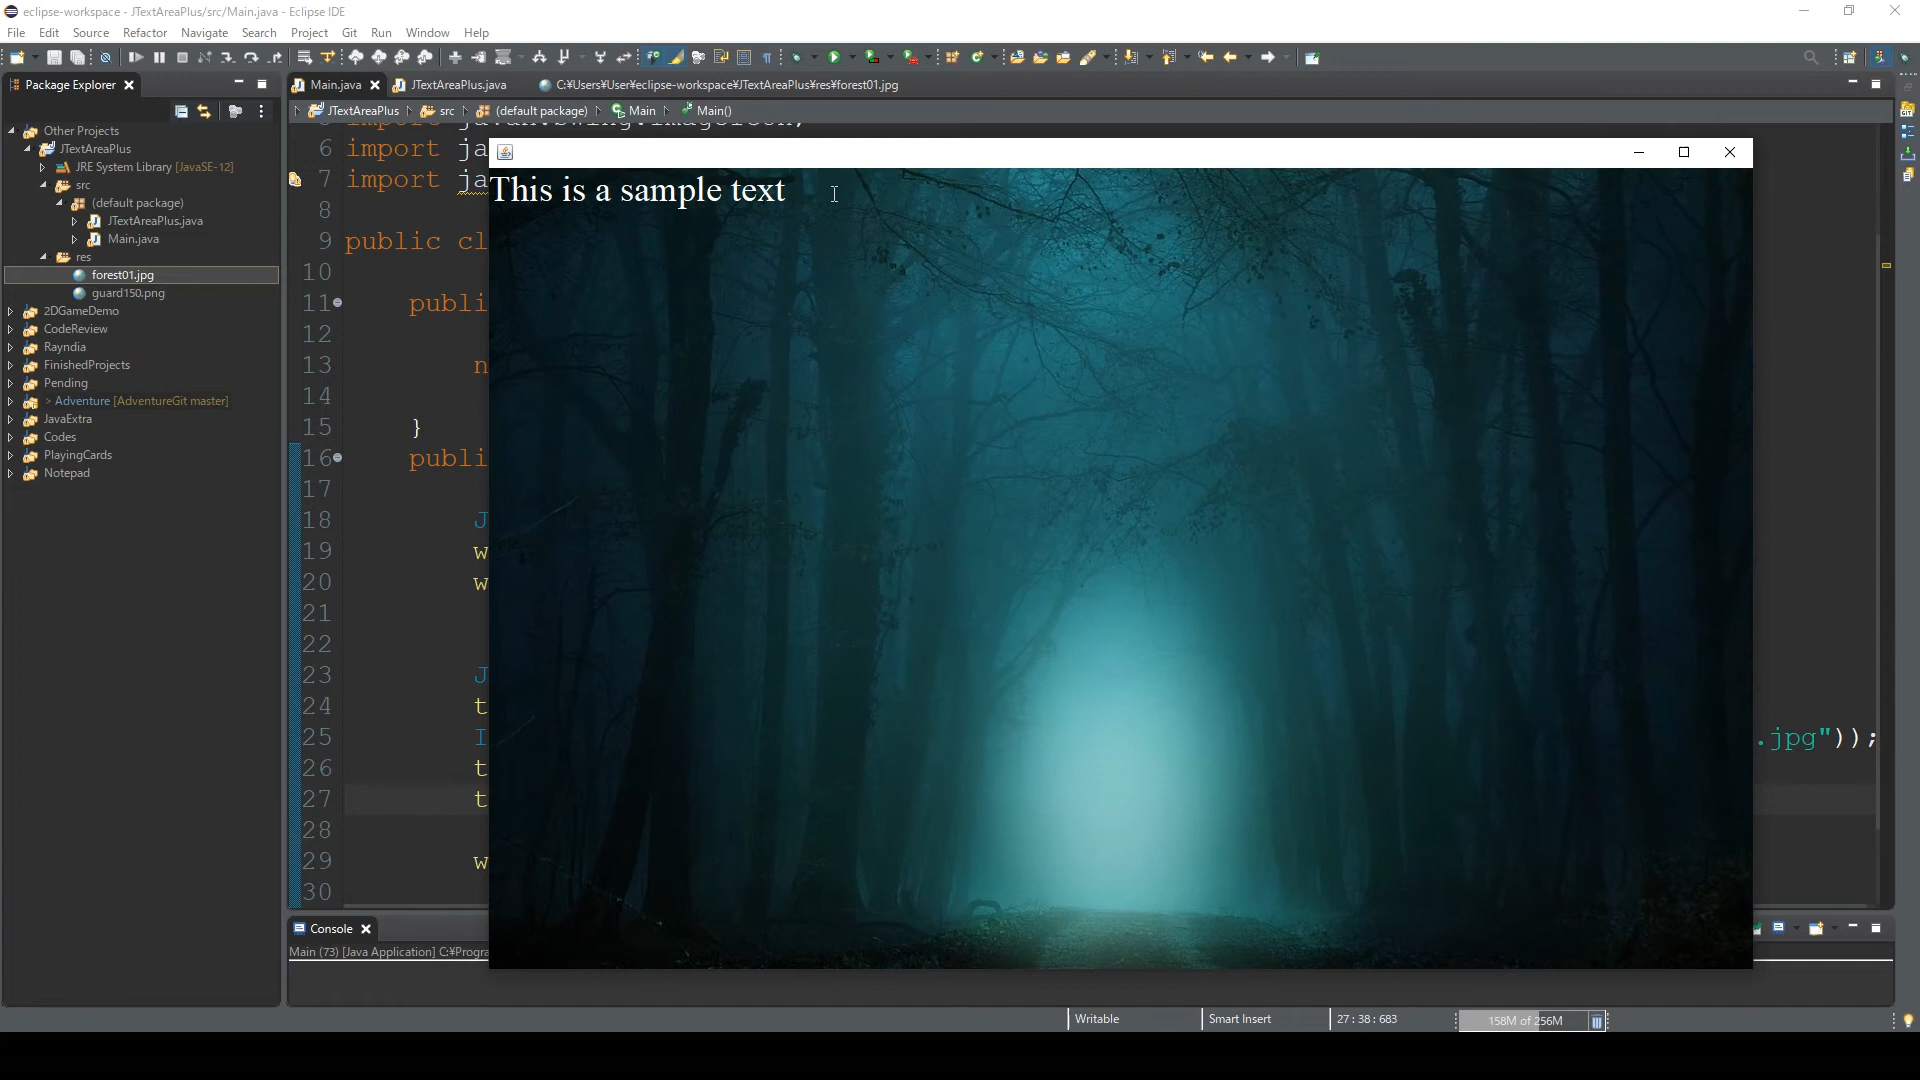 eclipse-workspace - JTextAreaPlus/src/Main.java - Eclipse IDE
File Edit Source Refactor Navigate Search Project Git Run Window Help
Package Explorer
Main.java JTextAreaPlus.java C:¥Users¥User¥eclipse-workspace¥JTextAreaPlus¥res¥forest01.jpg
JTextAreaPlus src (default package) Main Main()
Other Projects
JTextAreaPlus
JRE System Library [JavaSE-12]
src
(default package)
JTextAreaPlus.java
Main.java
res
forest01.jpg
guard150.png
2DGameDemo
CodeReview
Rayndia
FinishedProjects
Pending
> Adventure [AdventureGit master]
JavaExtra
Codes
PlayingCards
Notepad
6 import ja
7 import ja
8
9 public cl
10
11 publi
12
13 n
14
15 }
16 publi
17
18 J
19 w
20 w
21
22
23 J
24 t
25 I .jpg"));
26 t
27 t
28
29 w
30
This is a sample text
Console
Main (73) [Java Application] C:¥Progra
Writable Smart Insert 27 : 38 : 683 158M of 256M